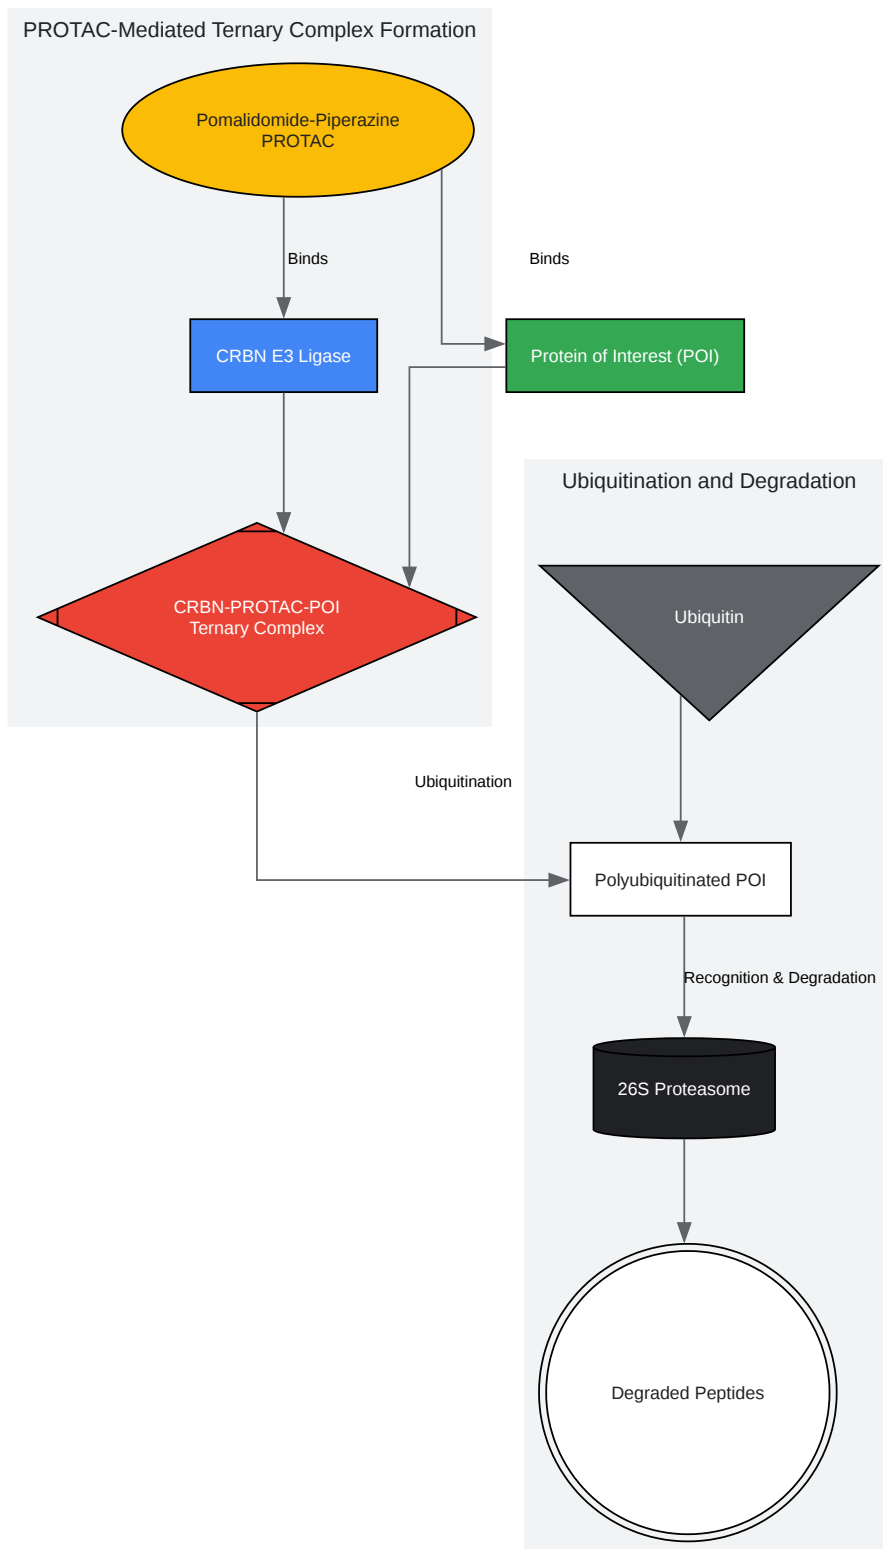 PROTAC-Mediated Ternary Complex Formation
Pomalidomide-Piperazine
PROTAC
Binds
Binds
CRBN E3 Ligase
Protein of Interest (POI)
Ubiquitination and Degradation
CRBN-PROTAC-POI
Ternary Complex
Ubiquitin
Ubiquitination
Polyubiquitinated POI
Recognition & Degradation
26S Proteasome
Degraded Peptides